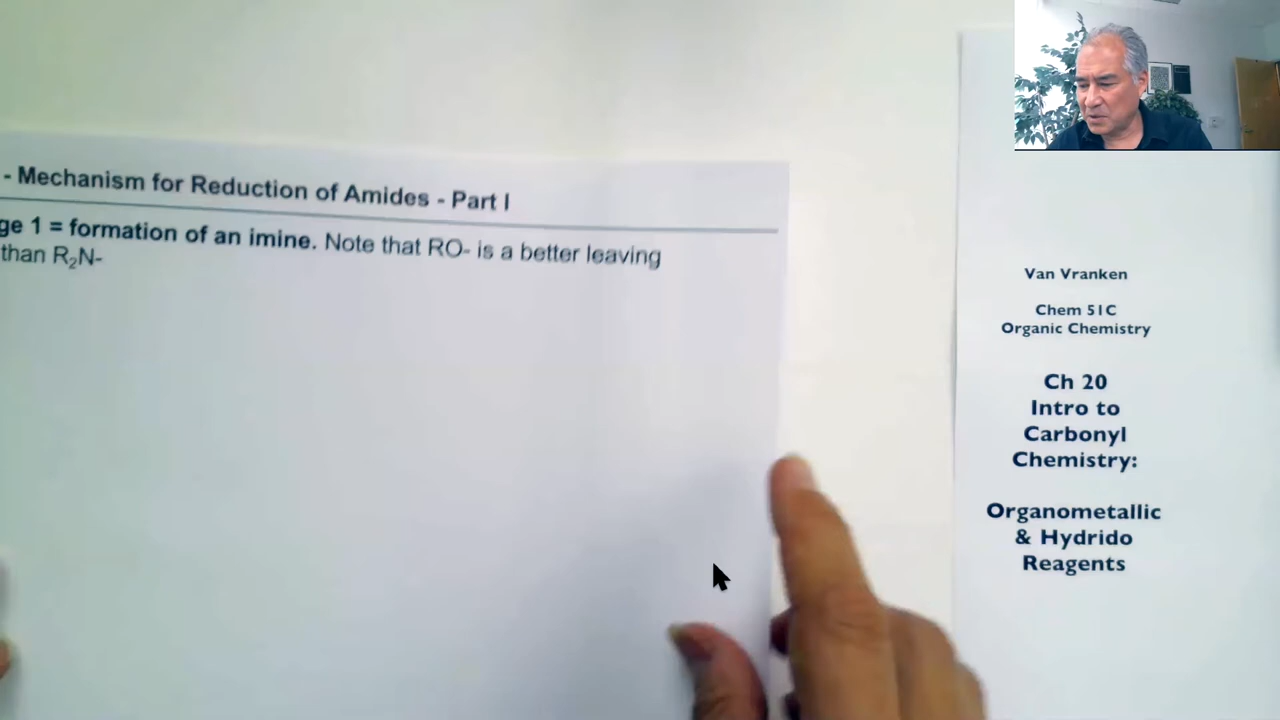 - Mechanism for Reduction of Amides - Part I
ge 1 = formation of an imine. Note that RO- is a better leaving
than R₂N-
Van Vranken
Chem 51C
Organic Chemistry
Ch 20
Intro to
Carbonyl
Chemistry:
Organometallic
& Hydrido
Reagents